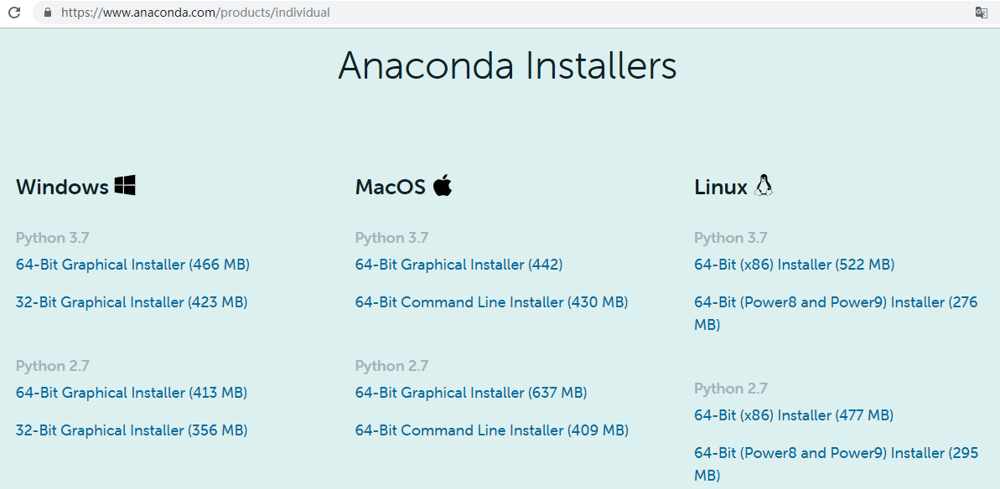 https://www.anaconda.com/products/individual
Anaconda Installers
Windows
Python 3.7
64-Bit Graphical Installer (466 MB)
32-Bit Graphical Installer (423 MB)
Python 2.7
64-Bit Graphical Installer (413 MB)
32-Bit Graphical Installer (356 MB)
MacOS
Python 3.7
64-Bit Graphical Installer (442)
64-Bit Command Line Installer (430 MB)
Python 2.7
64-Bit Graphical Installer (637 MB)
64-Bit Command Line Installer (409 MB)
Linux
Python 3.7
64-Bit (x86) Installer (522 MB)
64-Bit (Power8 and Power9) Installer (276
MB)
Python 2.7
64-Bit (x86) Installer (477 MB)
64-Bit (Power8 and Power9) Installer (295
MB)